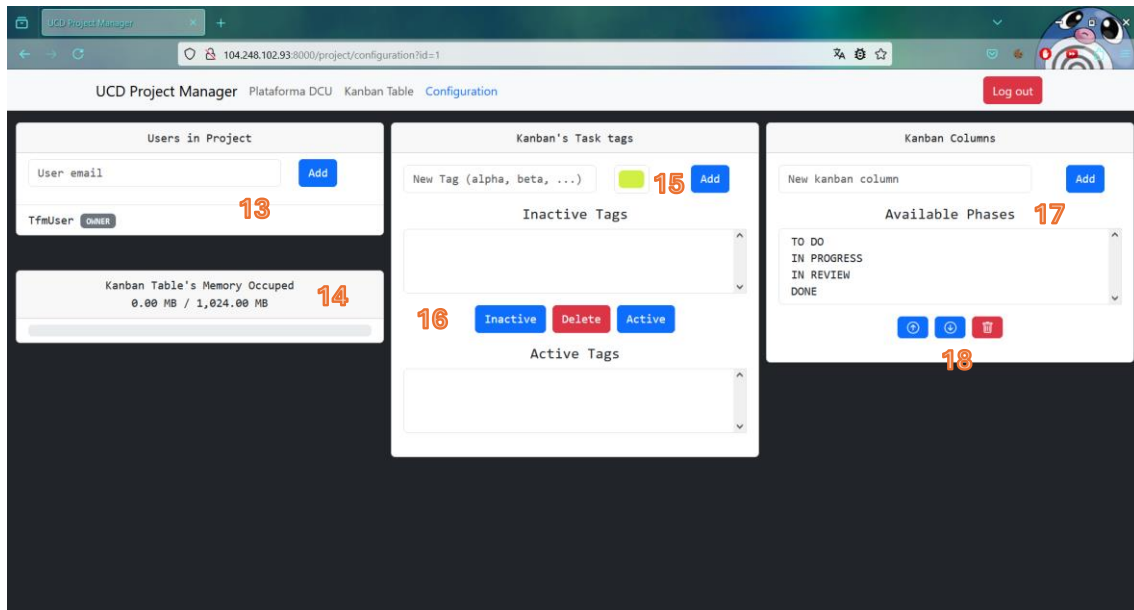 UCD Project Manager
104.248.102.93:8000/project/configuration?id=1
UCD Project Manager Plataforma DCU Kanban Table Configuration Log out
Users in Project
User email Add
13
TfmUser OWNER
Kanban Table's Memory Occuped
0.00 MB / 1,024.00 MB
14
Kanban's Task tags
New Tag (alpha, beta, ...) 15 Add
Inactive Tags
16 Inactive Delete Active
Active Tags
Kanban Columns
New kanban column Add
Available Phases 17
TO DO
IN PROGRESS
IN REVIEW
DONE
18